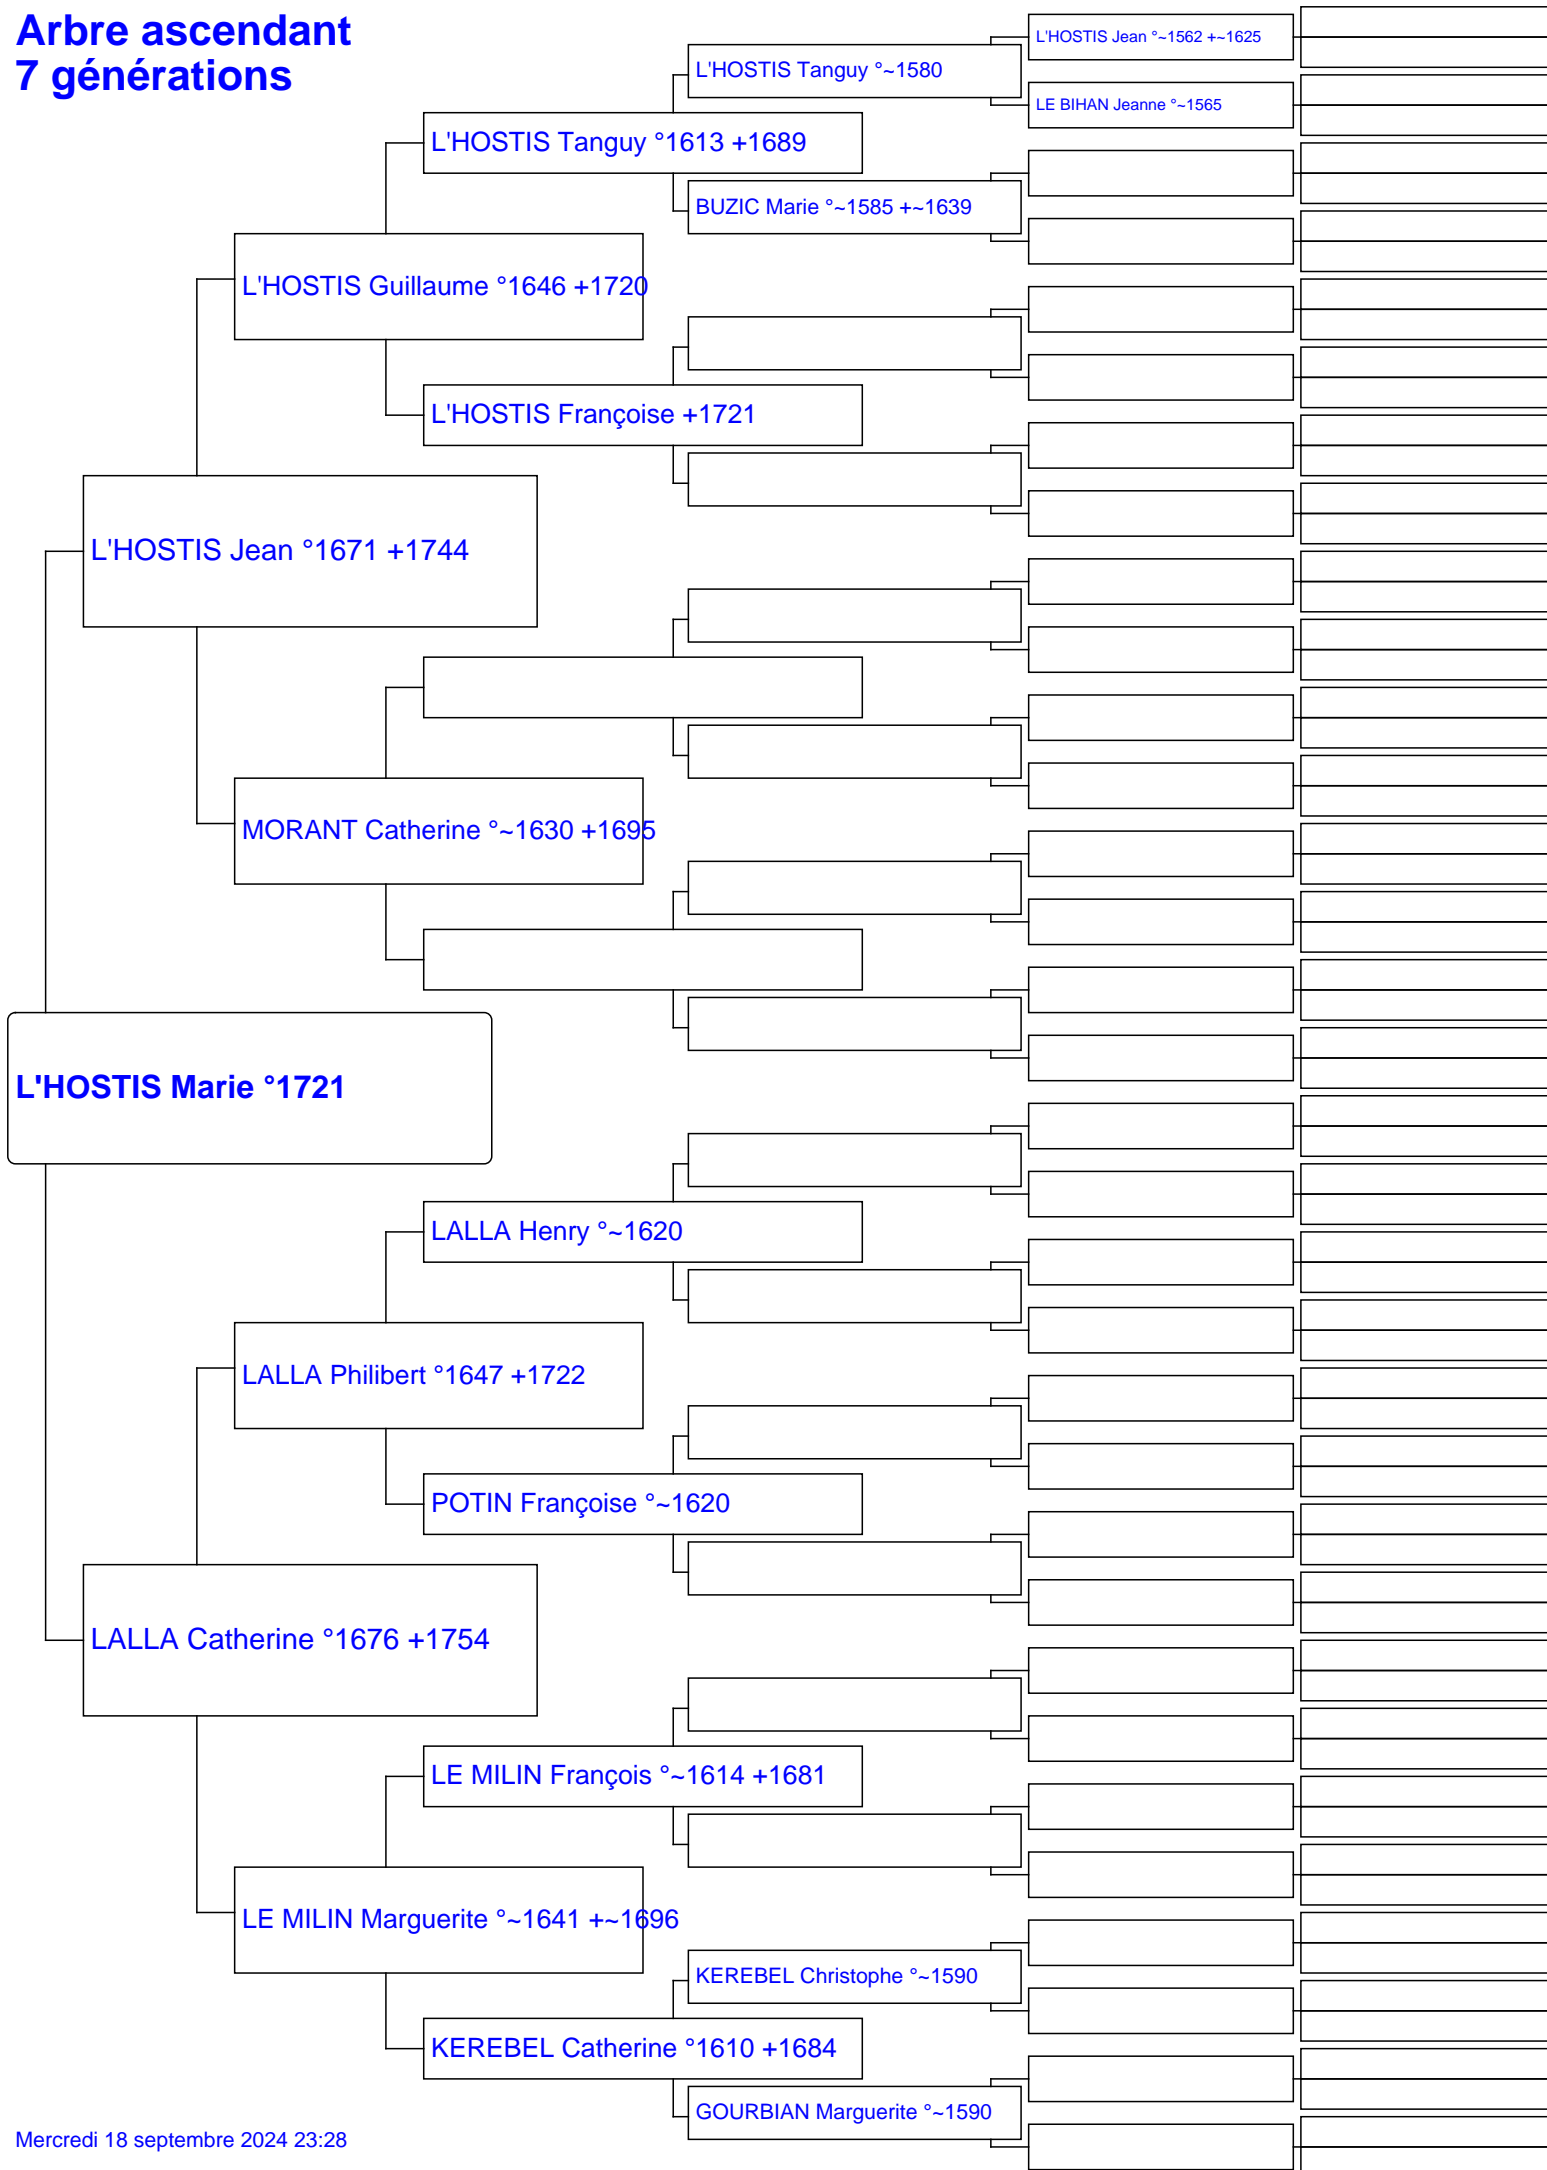 Arbre ascendant
7 générations
L'HOSTIS Jean °~1562 +~1625
L'HOSTIS Tanguy °~1580
LE BIHAN Jeanne °~1565
L'HOSTIS Tanguy °1613 +1689
BUZIC Marie °~1585 +~1639
L'HOSTIS Guillaume °1646 +1720
L'HOSTIS Françoise +1721
L'HOSTIS Jean °1671 +1744
MORANT Catherine °~1630 +1695
L'HOSTIS Marie °1721
LALLA Henry °~1620
LALLA Philibert °1647 +1722
POTIN Françoise °~1620
LALLA Catherine °1676 +1754
LE MILIN François °~1614 +1681
LE MILIN Marguerite °~1641 +~1696
KEREBEL Christophe °~1590
KEREBEL Catherine °1610 +1684
GOURBIAN Marguerite °~1590
Mercredi 18 septembre 2024 23:28